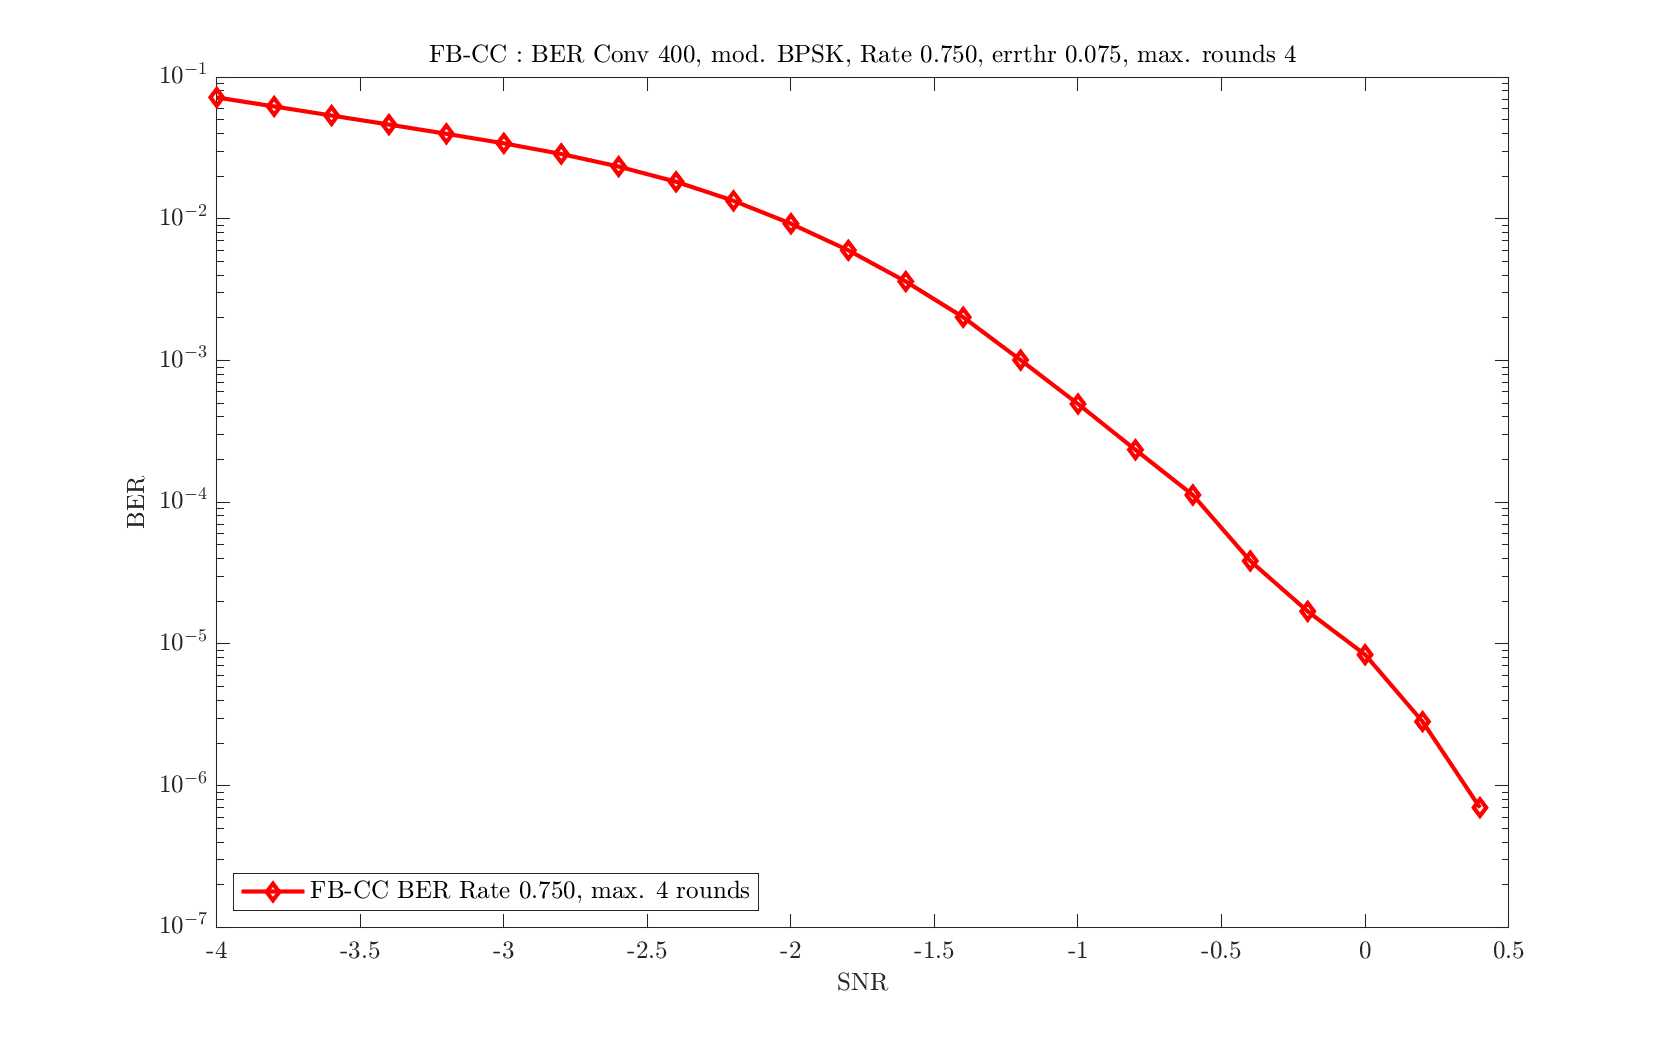 FB-CC : BER Conv 400, mod. BPSK, Rate 0.750, errthr 0.075, max. rounds 4
10^-1
10^-2
10^-3
10^-4
10^-5
10^-6
10^-7
BER
FB-CC BER Rate 0.750, max. 4 rounds
-4 -3.5 -3 -2.5 -2 -1.5 -1 -0.5 0 0.5
SNR